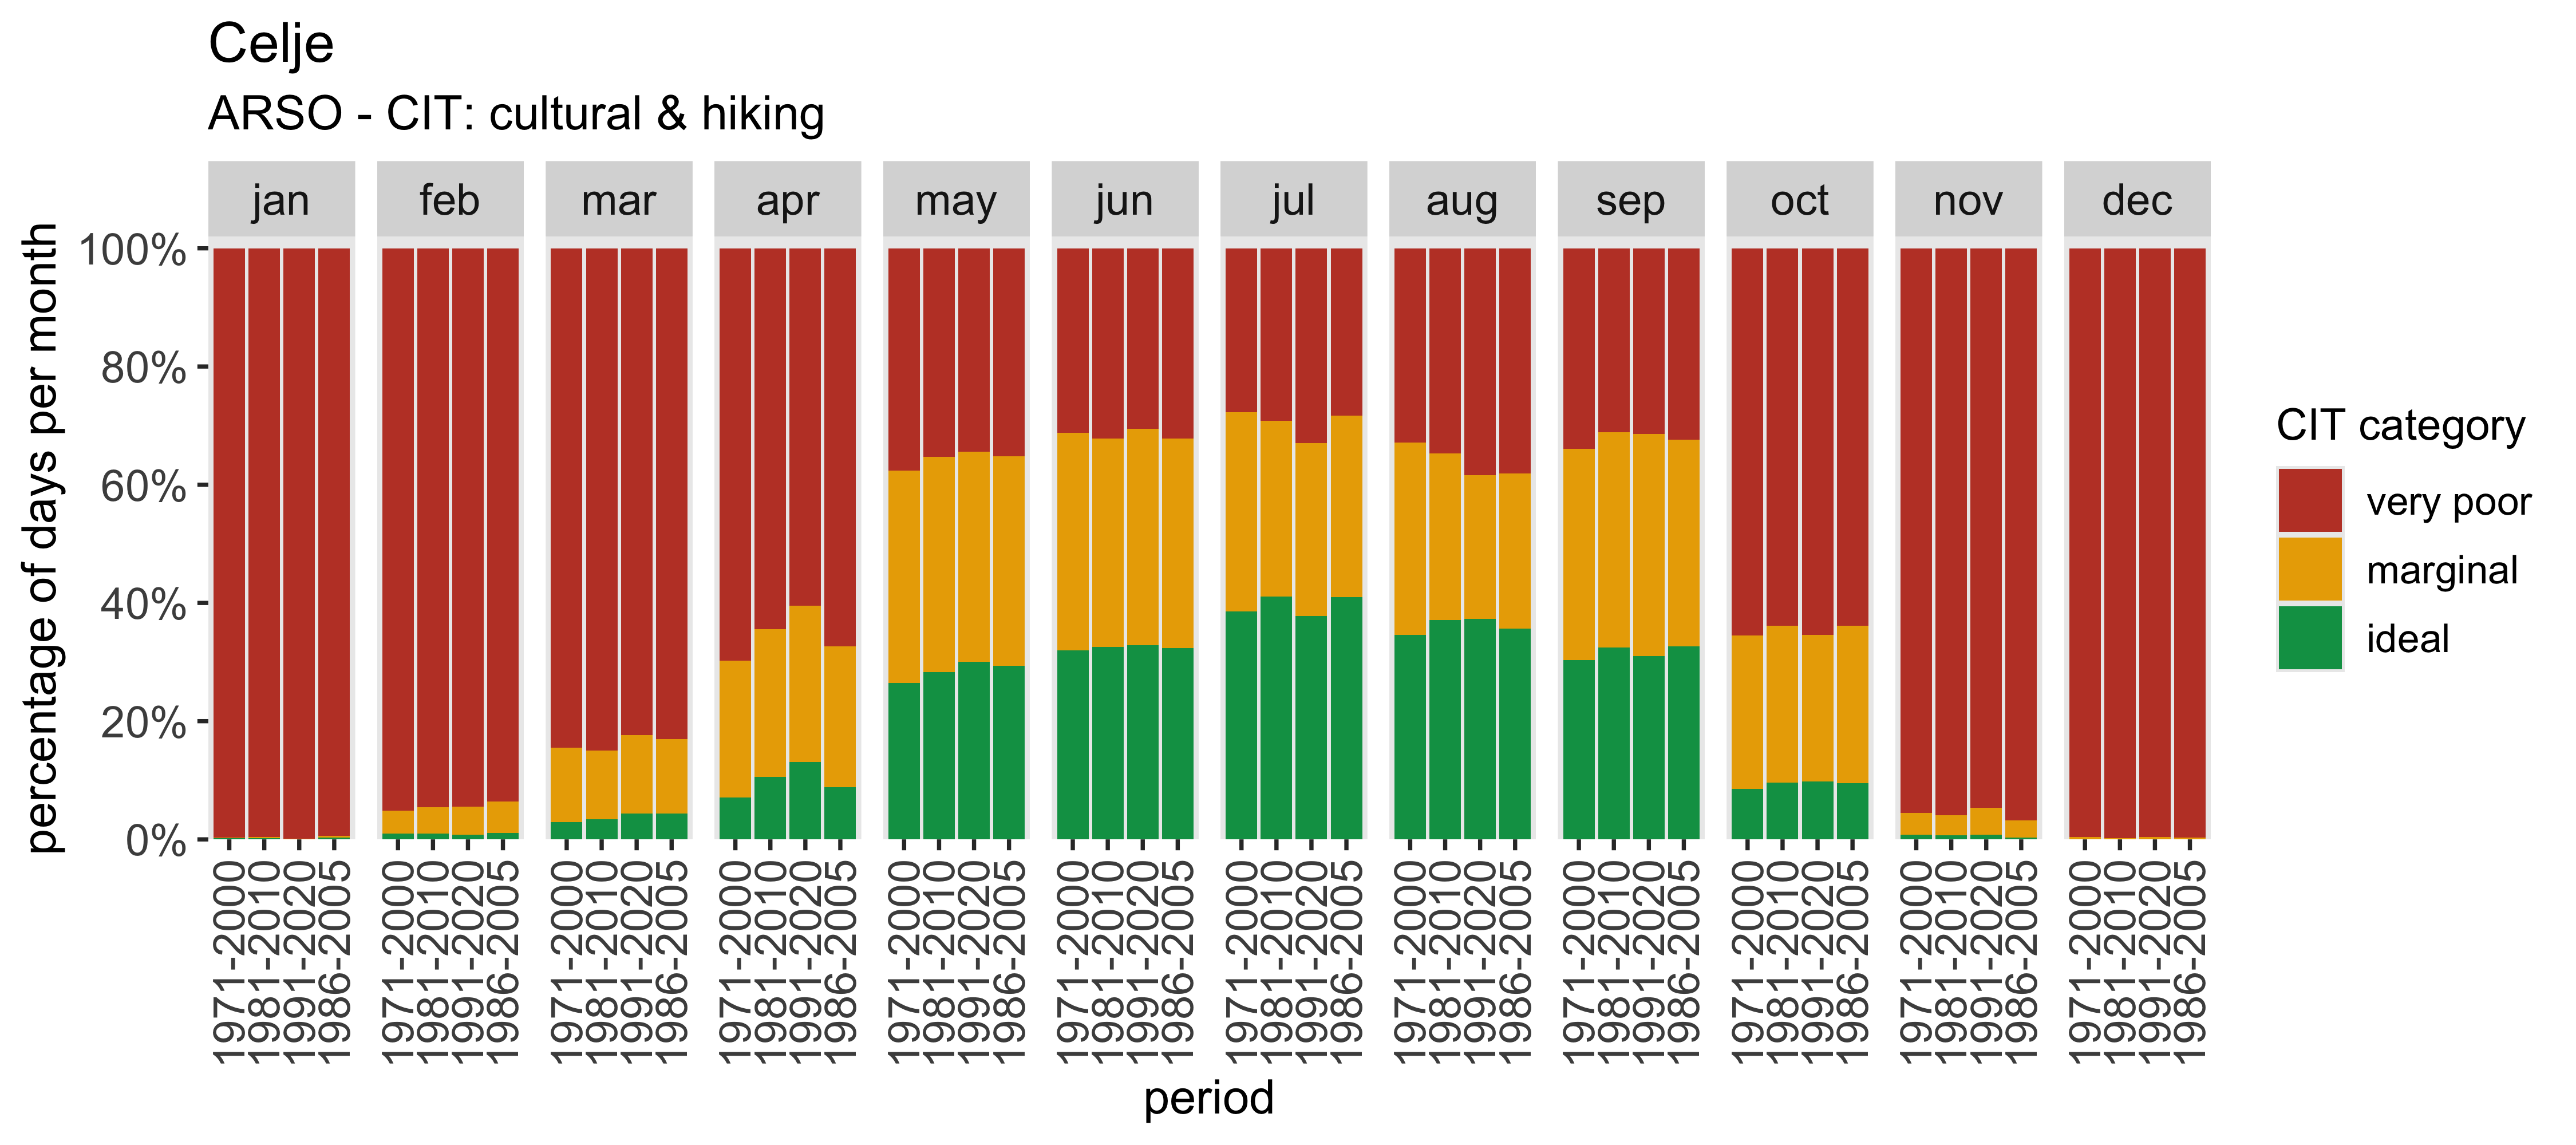 Celje
ARSO - CIT: cultural & hiking
jan feb mar apr may jun jul aug sep oct nov dec
percentage of days per month
100%
80%
60%
40%
20%
0%
CIT category
very poor
marginal
ideal
1971-2000 1981-2010 1991-2020 1986-2005 1971-2000 1981-2010 1991-2020 1986-2005 1971-2000 1981-2010 1991-2020 1986-2005 1971-2000 1981-2010 1991-2020 1986-2005 1971-2000 1981-2010 1991-2020 1986-2005 1971-2000 1981-2010 1991-2020 1986-2005 1971-2000 1981-2010 1991-2020 1986-2005 1971-2000 1981-2010 1991-2020 1986-2005 1971-2000 1981-2010 1991-2020 1986-2005 1971-2000 1981-2010 1991-2020 1986-2005 1971-2000 1981-2010 1991-2020 1986-2005 1971-2000 1981-2010 1991-2020 1986-2005
period